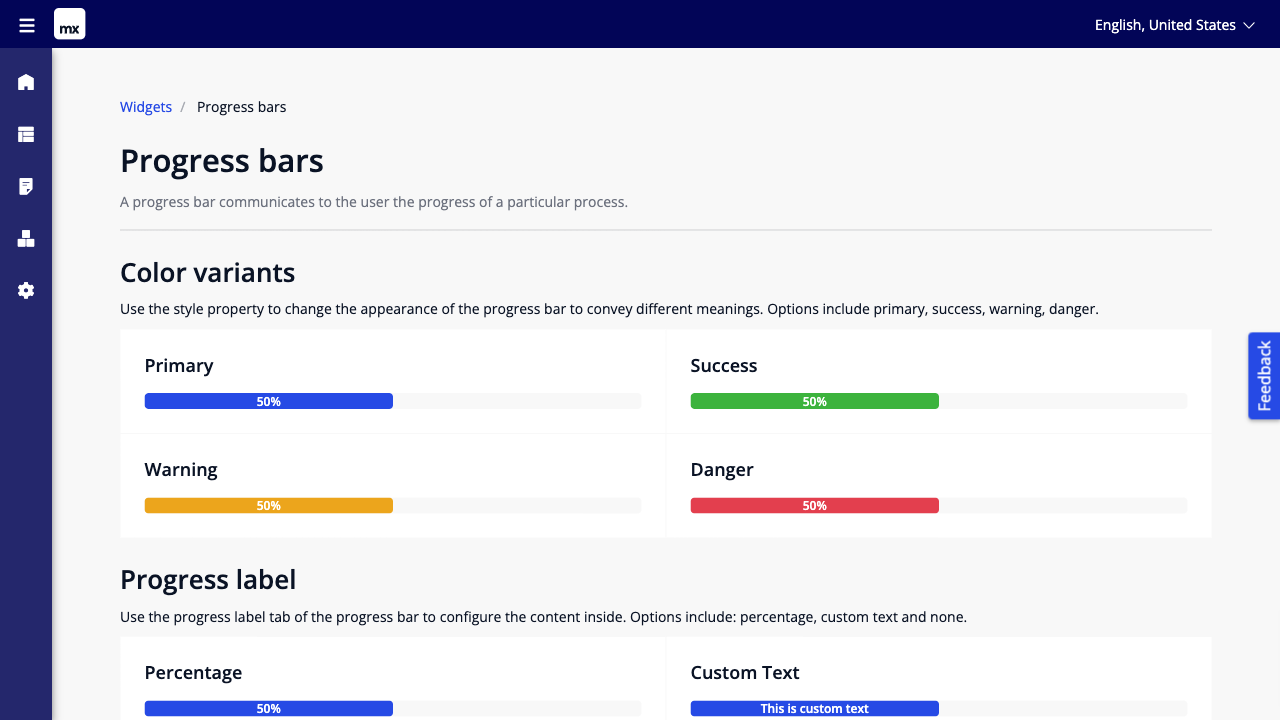 mx
English, United States
Widgets / Progress bars
Progress bars
A progress bar communicates to the user the progress of a particular process.
Color variants
Use the style property to change the appearance of the progress bar to convey different meanings. Options include primary, success, warning, danger.
Primary
50%
Success
50%
Warning
50%
Danger
50%
Feedback
Progress label
Use the progress label tab of the progress bar to configure the content inside. Options include: percentage, custom text and none.
Percentage
50%
Custom Text
This is custom text